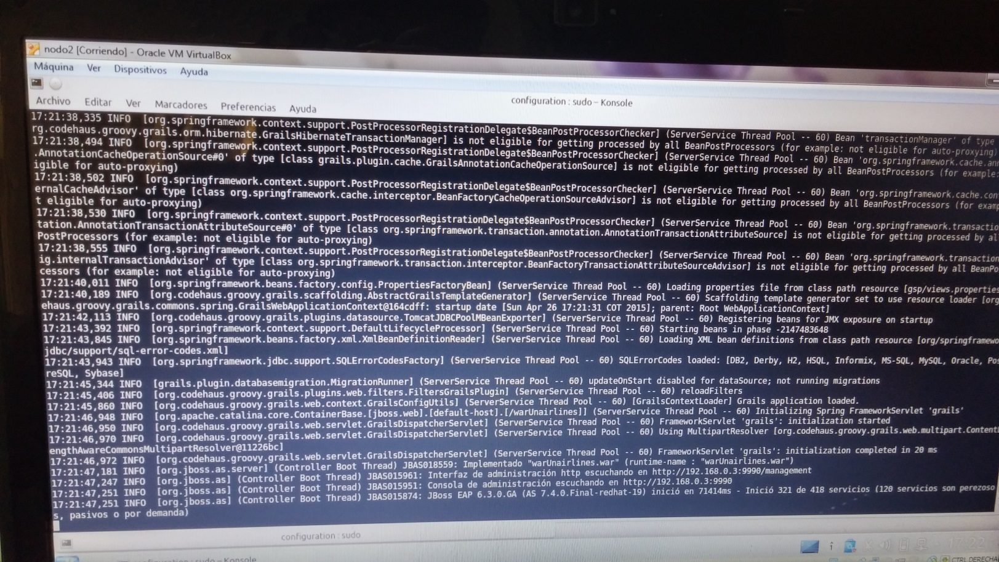 nodo2 [Corriendo] - Oracle VM VirtualBox
Máquina Ver Dispositivos Ayuda
configuration : sudo – Konsole
Archivo Editar Ver Marcadores Preferencias Ayuda
17:21:38,335 INFO [org.springframework.context.support.PostProcessorRegistrationDelegate$BeanPostProcessorChecker] (ServerService Thread Pool -- 60) Bean 'transactionManager' of type
rg.codehaus.groovy.grails.orm.hibernate.GrailsHibernateTransactionManager] is not eligible for getting processed by all BeanPostProcessors (for example: not eligible for auto-proxying)
17:21:38,494 INFO [org.springframework.context.support.PostProcessorRegistrationDelegate$BeanPostProcessorChecker] (ServerService Thread Pool -- 60) Bean 'org.springframework.cache.an
.AnnotationCacheOperationSource#0' of type [class grails.plugin.cache.GrailsAnnotationCacheOperationSource] is not eligible for getting processed by all BeanPostProcessors (for example:
igible for auto-proxying)
17:21:38,502 INFO [org.springframework.context.support.PostProcessorRegistrationDelegate$BeanPostProcessorChecker] (ServerService Thread Pool -- 60) Bean 'org.springframework.cache.con
ernalCacheAdvisor' of type [class org.springframework.cache.interceptor.BeanFactoryCacheOperationSourceAdvisor] is not eligible for getting processed by all BeanPostProcessors (for exam
t eligible for auto-proxying)
17:21:38,530 INFO [org.springframework.context.support.PostProcessorRegistrationDelegate$BeanPostProcessorChecker] (ServerService Thread Pool -- 60) Bean 'org.springframework.transactio
tation.AnnotationTransactionAttributeSource#0' of type [class org.springframework.transaction.annotation.AnnotationTransactionAttributeSource] is not eligible for getting processed by al
PostProcessors (for example: not eligible for auto-proxying)
17:21:38,555 INFO [org.springframework.context.support.PostProcessorRegistrationDelegate$BeanPostProcessorChecker] (ServerService Thread Pool -- 60) Bean 'org.springframework.transaction
ig.internalTransactionAdvisor' of type [class org.springframework.transaction.interceptor.BeanFactoryTransactionAttributeSourceAdvisor] is not eligible for getting processed by all BeanPo
cessors (for example: not eligible for auto-proxying)
17:21:40,011 INFO [org.springframework.beans.factory.config.PropertiesFactoryBean] (ServerService Thread Pool -- 60) Loading properties file from class path resource [gsp/views.properties
17:21:40,189 INFO [org.codehaus.groovy.grails.scaffolding.AbstractGrailsTemplateGenerator] (ServerService Thread Pool -- 60) Scaffolding template generator set to use resource loader [org
ehaus.groovy.grails.commons.spring.GrailsWebApplicationContext@164cdff: startup date [Sun Apr 26 17:21:31 COT 2015]; parent: Root WebApplicationContext]
17:21:42,113 INFO [org.codehaus.groovy.grails.plugins.datasource.TomcatJDBCPoolMBeanExporter] (ServerService Thread Pool -- 60) Registering beans for JMX exposure on startup
17:21:43,392 INFO [org.springframework.context.support.DefaultLifecycleProcessor] (ServerService Thread Pool -- 60) Starting beans in phase -2147483648
17:21:43,845 INFO [org.springframework.beans.factory.xml.XmlBeanDefinitionReader] (ServerService Thread Pool -- 60) Loading XML bean definitions from class path resource [org/springframewo
jdbc/support/sql-error-codes.xml]
17:21:43,943 INFO [org.springframework.jdbc.support.SQLErrorCodesFactory] (ServerService Thread Pool -- 60) SQLErrorCodes loaded: [DB2, Derby, H2, HSQL, Informix, MS-SQL, MySQL, Oracle, Pos
reSQL, Sybase]
17:21:45,344 INFO [grails.plugin.databasemigration.MigrationRunner] (ServerService Thread Pool -- 60) updateOnStart disabled for dataSource; not running migrations
17:21:45,406 INFO [org.codehaus.groovy.grails.plugins.web.filters.FiltersGrailsPlugin] (ServerService Thread Pool -- 60) reloadFilters
17:21:45,860 INFO [org.codehaus.groovy.grails.web.context.GrailsConfigUtils] (ServerService Thread Pool -- 60) [GrailsContextLoader] Grails application loaded.
17:21:46,948 INFO [org.apache.catalina.core.ContainerBase.[jboss.web].[default-host].[/warUnairlines]] (ServerService Thread Pool -- 60) Initializing Spring FrameworkServlet 'grails'
17:21:46,950 INFO [org.codehaus.groovy.grails.web.servlet.GrailsDispatcherServlet] (ServerService Thread Pool -- 60) FrameworkServlet 'grails': initialization started
17:21:46,970 INFO [org.codehaus.groovy.grails.web.servlet.GrailsDispatcherServlet] (ServerService Thread Pool -- 60) Using MultipartResolver [org.codehaus.groovy.grails.web.multipart.Content
engthAwareCommonsMultipartResolver@11226bc]
17:21:46,972 INFO [org.codehaus.groovy.grails.web.servlet.GrailsDispatcherServlet] (ServerService Thread Pool -- 60) FrameworkServlet 'grails': initialization completed in 20 ms
17:21:47,181 INFO [org.jboss.as.server] (Controller Boot Thread) JBAS018559: Implementado "warUnairlines.war" (runtime-name : "warUnairlines.war")
17:21:47,247 INFO [org.jboss.as] (Controller Boot Thread) JBAS015961: Interfaz de administración http escuchando en http://192.168.0.3:9990/management
17:21:47,251 INFO [org.jboss.as] (Controller Boot Thread) JBAS015951: Consola de administración escuchando en http://192.168.0.3:9990
17:21:47,251 INFO [org.jboss.as] (Controller Boot Thread) JBAS015874: JBoss EAP 6.3.0.GA (AS 7.4.0.Final-redhat-19) inició en 71414ms - Inició 321 de 418 servicios (120 servicios son perezoso
s, pasivos o por demanda)
configuration : sudo
17:22
configuration : sudo – Konsole
CTRL DERECHA